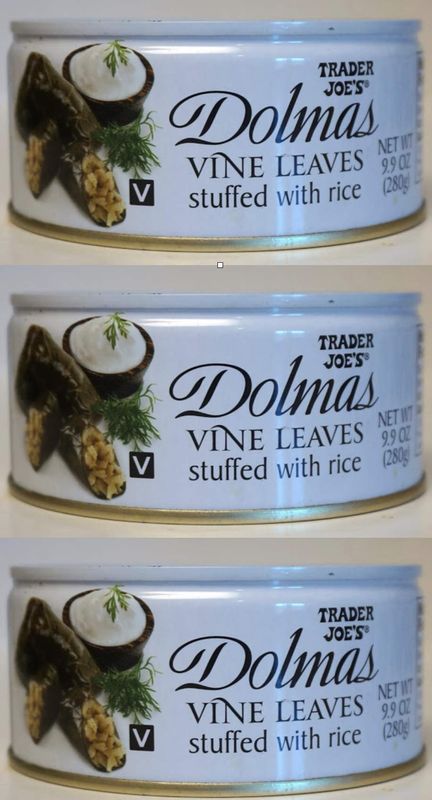 TRADER
JOE'S®
Dolmas
VINE LEAVES
stuffed with rice
NET WT
9.9 OZ
(280g)
V
TRADER
JOE'S®
Dolmas
VINE LEAVES
stuffed with rice
NET WT
9.9 OZ
(280g)
V
TRADER
JOE'S®
Dolmas
VINE LEAVES
stuffed with rice
NET WT
9.9 OZ
(280g)
V